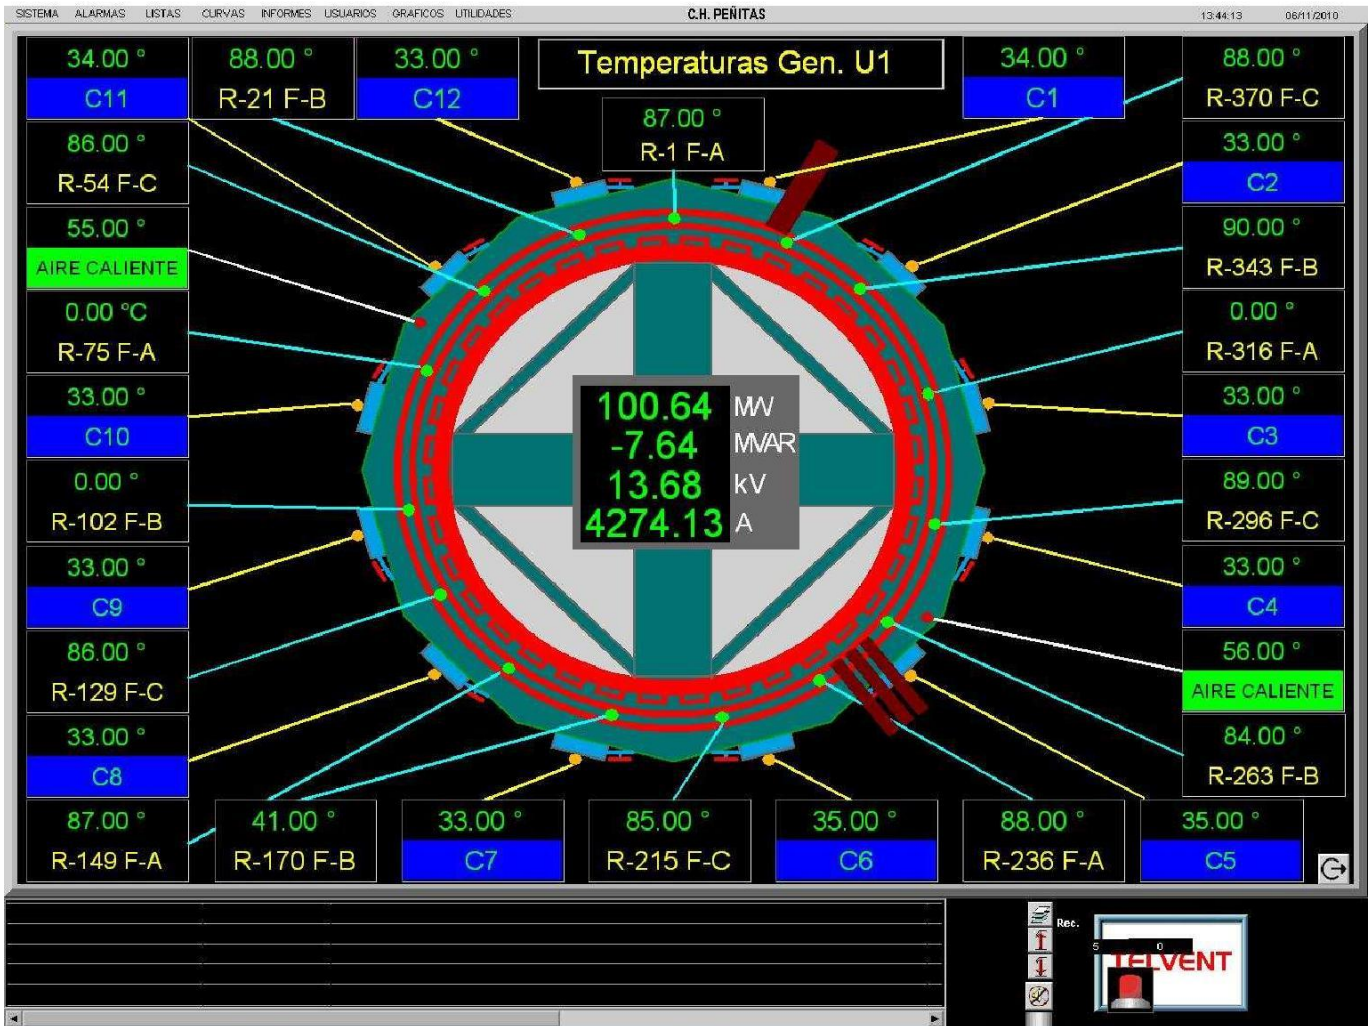 SISTEMA ALARMAS LISTAS CURVAS INFORMES USUARIOS GRAFICOS UTILIDADES C.H. PEÑITAS 13:44:13 06/11/2010
Temperaturas Gen. U1
34.00 °
C11
88.00 °
R-21 F-B
33.00 °
C12
87.00 °
R-1 F-A
34.00 °
C1
88.00 °
R-370 F-C
86.00 °
R-54 F-C
33.00 °
C2
55.00 °
AIRE CALIENTE
90.00 °
R-343 F-B
0.00 °C
R-75 F-A
0.00 °
R-316 F-A
33.00 °
C10
33.00 °
C3
100.64 MW
-7.64 MVAR
13.68 kV
4274.13 A
0.00 °
R-102 F-B
89.00 °
R-296 F-C
33.00 °
C9
33.00 °
C4
86.00 °
R-129 F-C
56.00 °
AIRE CALIENTE
33.00 °
C8
84.00 °
R-263 F-B
87.00 °
R-149 F-A
41.00 °
R-170 F-B
33.00 °
C7
85.00 °
R-215 F-C
35.00 °
C6
88.00 °
R-236 F-A
35.00 °
C5
Rec.
5 0
TELVENT